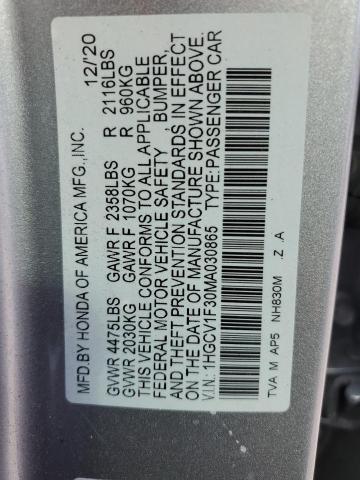 MFD.BY HONDA OF AMERICA MFG.,INC. 12/20
GVWR 4475LBS GAWR F 2358LBS R 2116LBS
GVWR 2030KG GAWR F 1070KG R 960KG
THIS VEHICLE CONFORMS TO ALL APPLICABLE
FEDERAL MOTOR VEHICLE SAFETY BUMPER,
AND THEFT PREVENTION STANDARDS IN EFFECT
ON THE DATE OF MANUFACTURE SHOWN ABOVE.
V.I.N.: 1HGCV1F30MA030865 TYPE:PASSENGER CAR
TVA M AP5 NH830M .Z .A